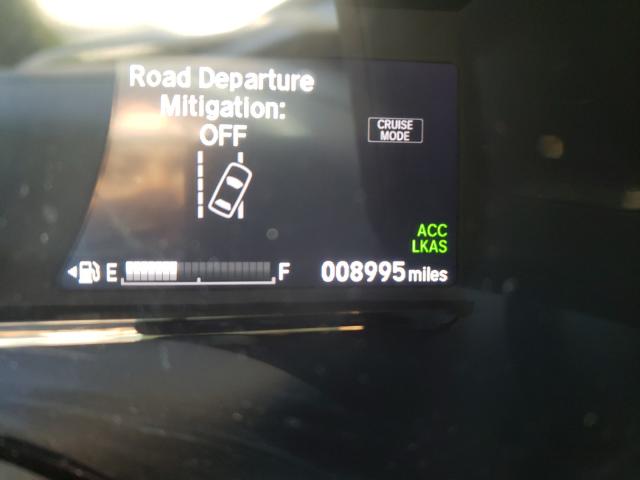 Road Departure
Mitigation:
OFF
CRUISE
MODE
ACC
LKAS
E F 008995 miles